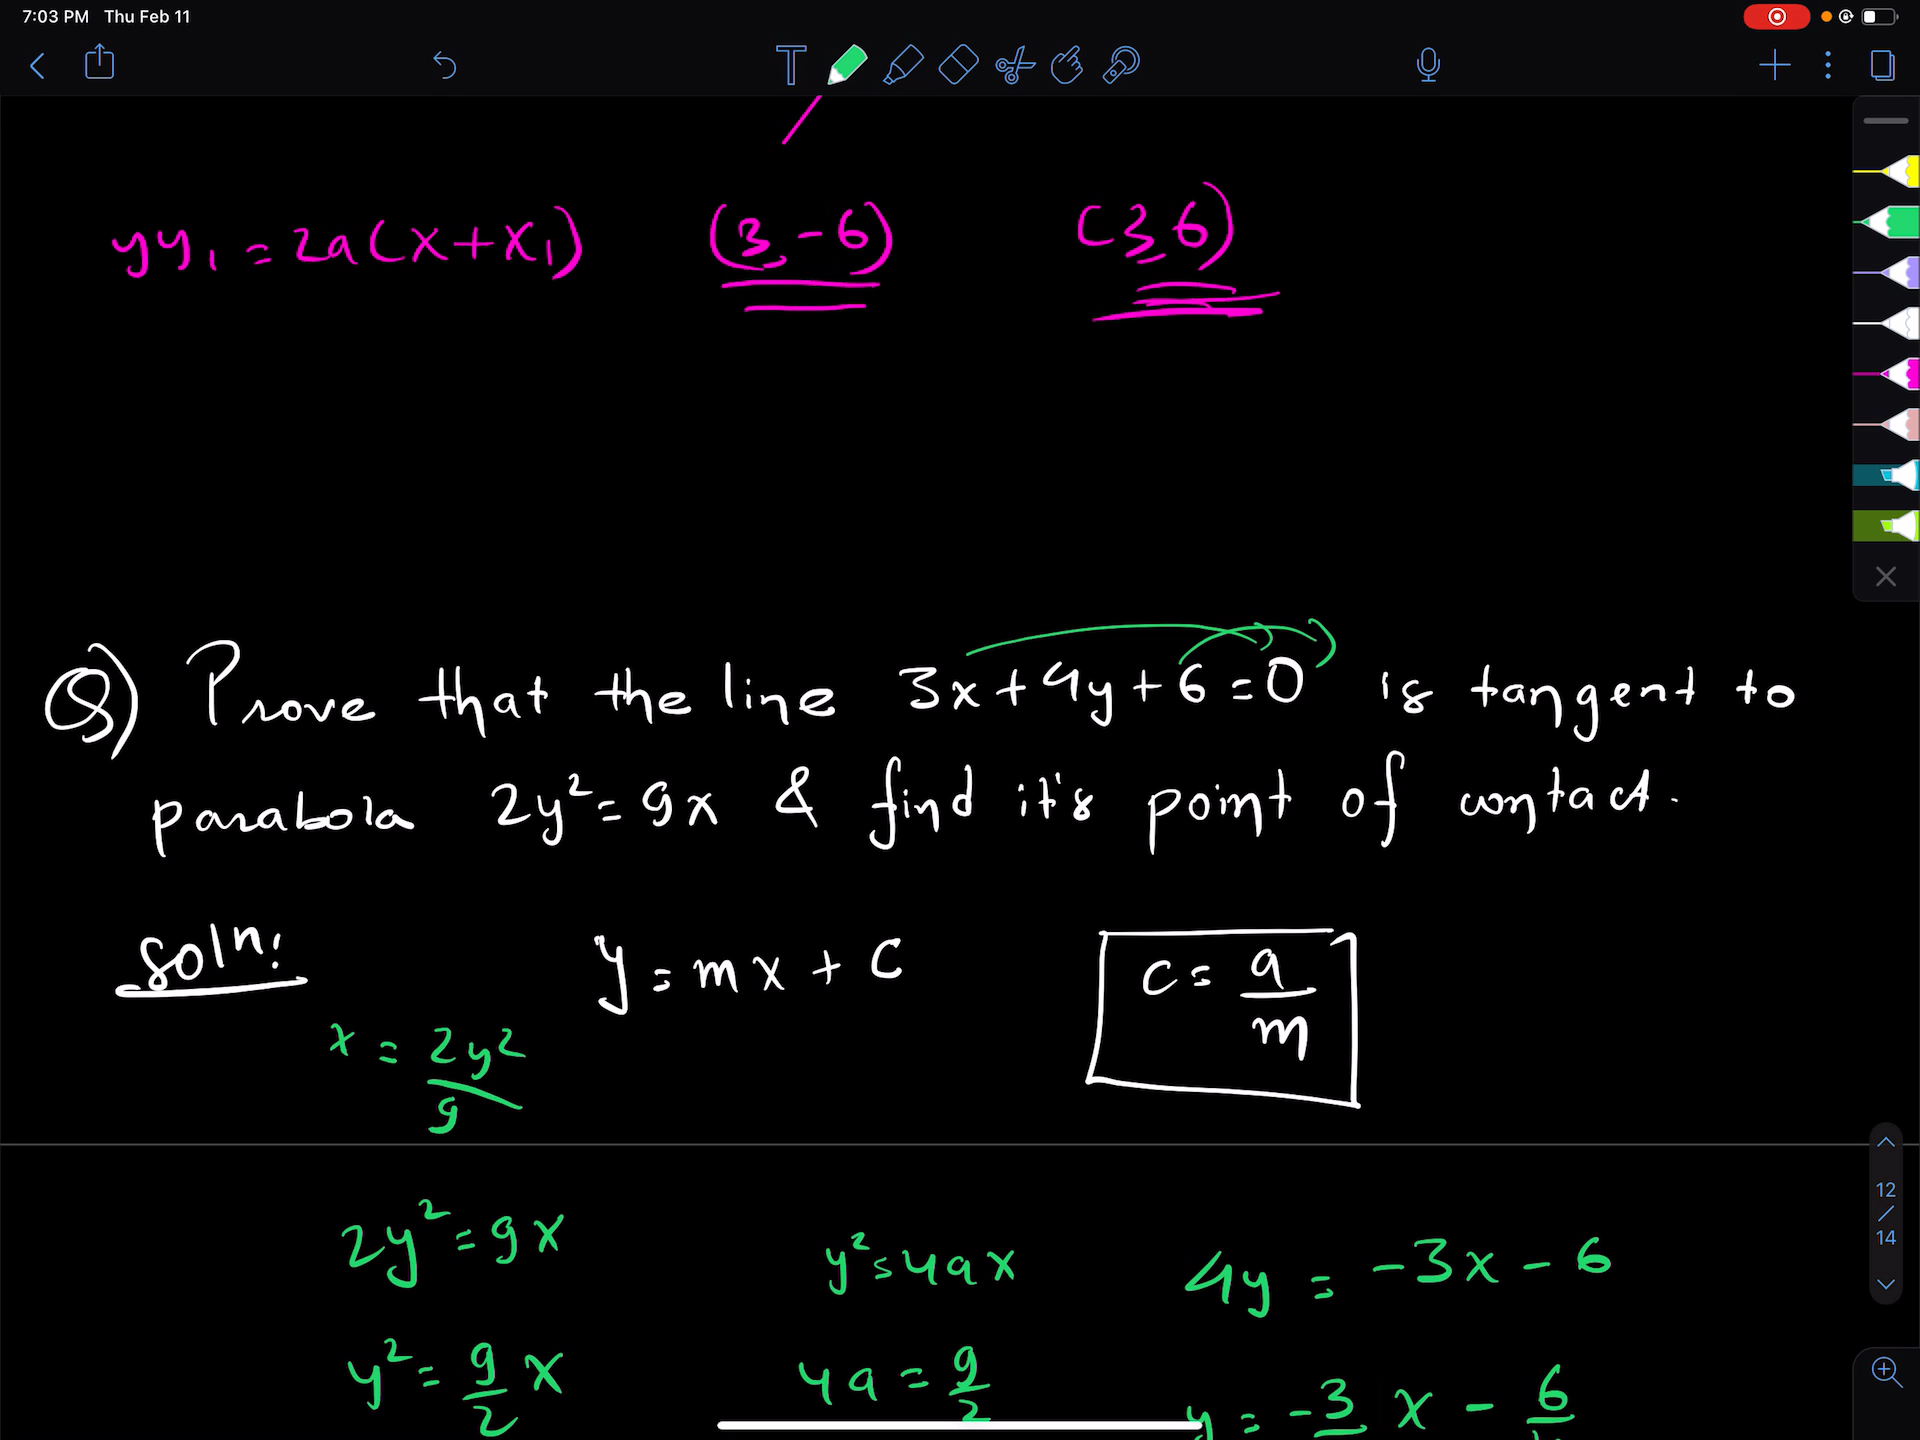 7:03 PM Thu Feb 11
yy₁ = 2a(x+x₁) (3,-6) (3,6)
Q) Prove that the line 3x+4y+6=0 is tangent to
parabola 2y²=9x & find it's point of contact.
Soln: y = mx + c c = a/m
x = 2y²/9
2y² = 9x y² = 4ax 4y = -3x - 6
y² = 9/2 x 4a = 9/2 y = -3 x - 6
12
/
14